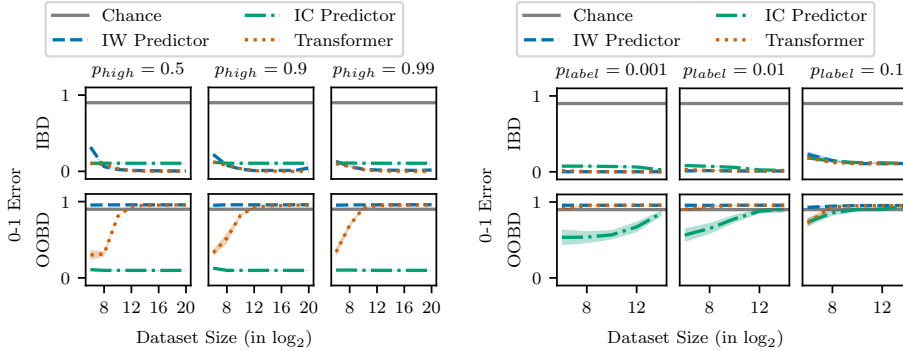 Chance
IC Predictor
IW Predictor
Transformer
p_high = 0.5
p_high = 0.9
p_high = 0.99
1
0
IBD
1
0
OOBD
0-1 Error
8 12 16 20
8 12 16 20
8 12 16 20
Dataset Size (in log₂)
Chance
IC Predictor
IW Predictor
Transformer
p_label = 0.001
p_label = 0.01
p_label = 0.1
1
0
IBD
1
0
OOBD
0-1 Error
8 12
8 12
8 12
Dataset Size (in log₂)